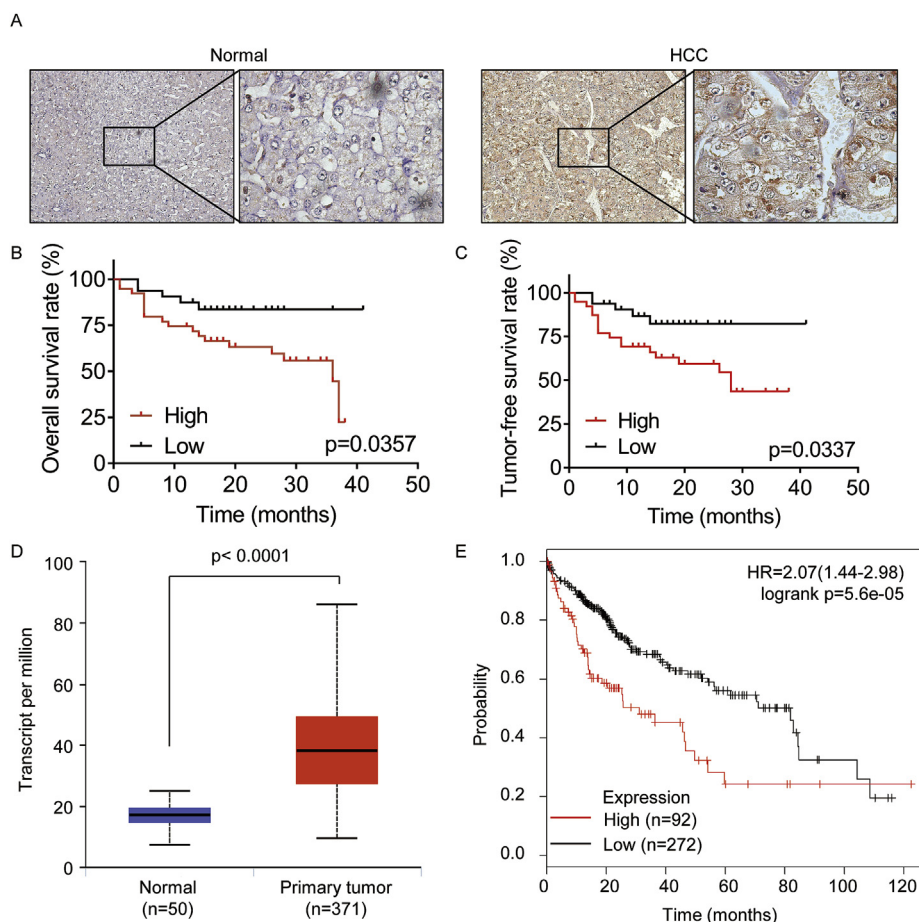 A
Normal
HCC
B
Overall survival rate (%)
100
75
50
25
0
High
Low
p=0.0357
0 10 20 30 40 50
Time (months)
C
Tumor-free survival rate (%)
100
75
50
25
0
High
Low
p=0.0337
0 10 20 30 40 50
Time (months)
D
p< 0.0001
Transcript per million
100
80
60
40
20
0
Normal
(n=50)
Primary tumor
(n=371)
E
HR=2.07(1.44-2.98)
logrank p=5.6e-05
Probability
1.0
0.8
0.6
0.4
0.2
0.0
Expression
High (n=92)
Low (n=272)
0 20 40 60 80 100 120
Time (months)